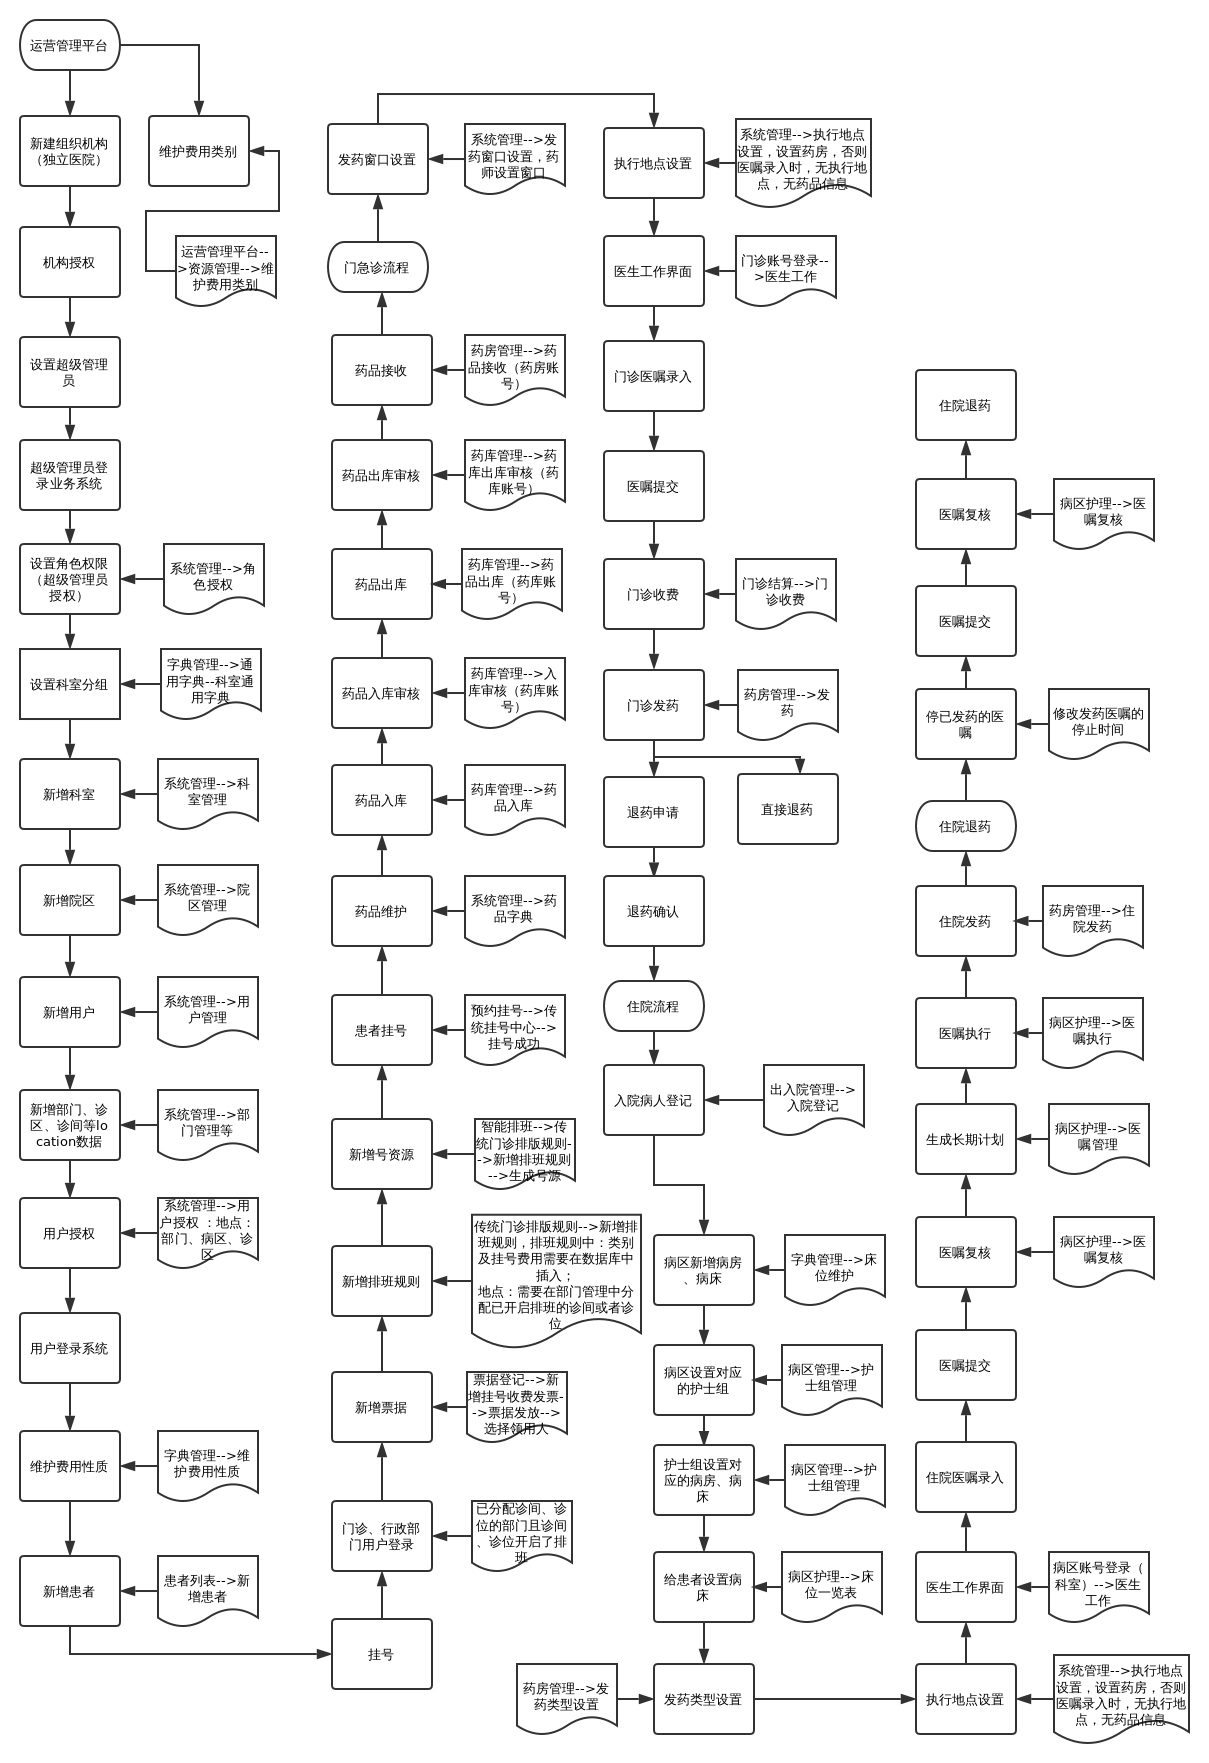 运营管理平台
新建组织机构
（独立医院）
维护费用类别
机构授权
运营管理平台--
>资源管理-->维
护费用类别
设置超级管理
员
超级管理员登
录业务系统
设置角色权限
（超级管理员
授权）
系统管理-->角
色授权
设置科室分组
字典管理-->通
用字典--科室通
用字典
新增科室
系统管理-->科
室管理
新增院区
系统管理-->院
区管理
新增用户
系统管理-->用
户管理
新增部门、诊
区、诊间等lo
cation数据
系统管理-->部
门管理等
用户授权
系统管理-->用
户授权 ：地点：
部门、病区、诊
区
用户登录系统
维护费用性质
字典管理-->维
护费用性质
新增患者
患者列表-->新
增患者
发药窗口设置
系统管理-->发
药窗口设置，药
师设置窗口
门急诊流程
药品接收
药房管理-->药
品接收（药房账
号）
药品出库审核
药库管理-->药
库出库审核（药
库账号）
药品出库
药库管理-->药
品出库（药库账
号）
药品入库审核
药库管理-->入
库审核（药库账
号）
药品入库
药库管理-->药
品入库
药品维护
系统管理-->药
品字典
患者挂号
预约挂号-->传
统挂号中心-->
挂号成功
新增号资源
智能排班-->传
统门诊排版规则-
->新增排班规则
-->生成号源
新增排班规则
传统门诊排版规则-->新增排
班规则，排班规则中：类别
及挂号费用需要在数据库中
插入；
地点：需要在部门管理中分
配已开启排班的诊间或者诊
位
新增票据
票据登记-->新
增挂号收费发票-
->票据发放-->
选择领用人
门诊、行政部
门用户登录
已分配诊间、诊
位的部门且诊间
、诊位开启了排
班
挂号
执行地点设置
系统管理-->执行地点
设置，设置药房，否则
医嘱录入时，无执行地
点，无药品信息
医生工作界面
门诊账号登录--
>医生工作
门诊医嘱录入
医嘱提交
门诊收费
门诊结算-->门
诊收费
门诊发药
药房管理-->发
药
退药申请
直接退药
退药确认
住院流程
入院病人登记
出入院管理-->
入院登记
病区新增病房
、病床
字典管理-->床
位维护
病区设置对应
的护士组
病区管理-->护
士组管理
护士组设置对
应的病房、病
床
病区管理-->护
士组管理
给患者设置病
床
病区护理-->床
位一览表
药房管理-->发
药类型设置
发药类型设置
住院退药
医嘱复核
病区护理-->医
嘱复核
医嘱提交
停已发药的医
嘱
修改发药医嘱的
停止时间
住院退药
住院发药
药房管理-->住
院发药
医嘱执行
病区护理-->医
嘱执行
生成长期计划
病区护理-->医
嘱管理
医嘱复核
病区护理-->医
嘱复核
医嘱提交
住院医嘱录入
医生工作界面
病区账号登录（
科室）-->医生
工作
执行地点设置
系统管理-->执行地点
设置，设置药房，否则
医嘱录入时，无执行地
点，无药品信息